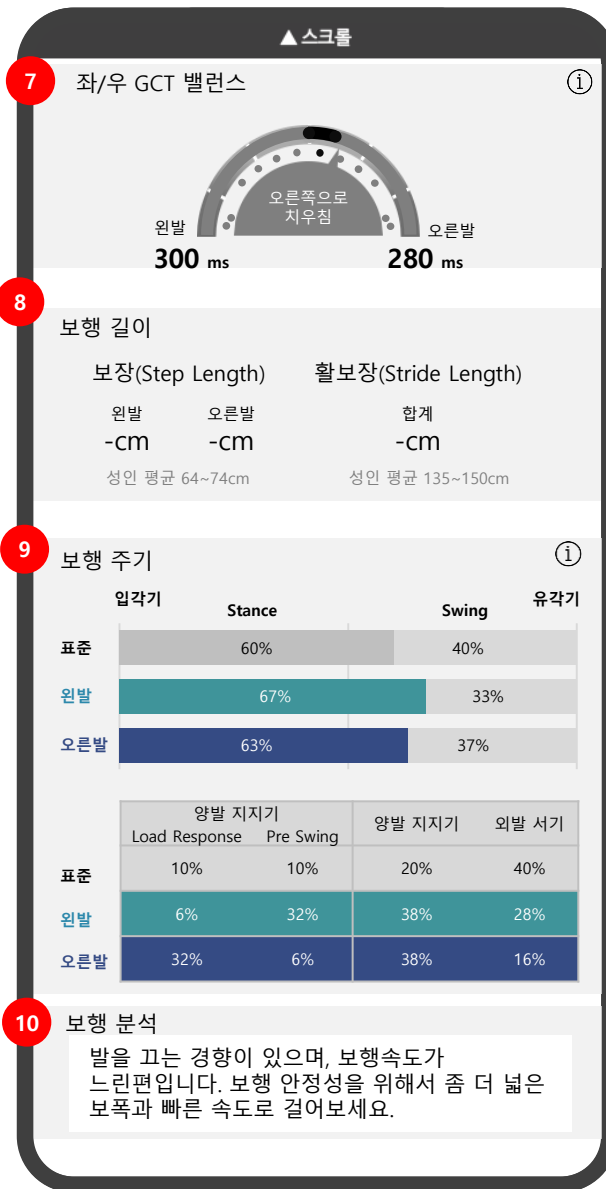 ▲ 스크롤
7 좌/우 GCT 밸런스 ⓘ
오른쪽으로
치우침
왼발 오른발
300 ms 280 ms
8
보행 길이
보장(Step Length) 활보장(Stride Length)
왼발 오른발 합계
-cm -cm -cm
성인 평균 64~74cm 성인 평균 135~150cm
9 보행 주기 ⓘ
입각기 Stance Swing 유각기
표준 60% 40%
왼발 67% 33%
오른발 63% 37%
양발 지지기 양발 지지기 외발 서기
Load Response Pre Swing
표준 10% 10% 20% 40%
왼발 6% 32% 38% 28%
오른발 32% 6% 38% 16%
10 보행 분석
발을 끄는 경향이 있으며, 보행속도가
느린편입니다. 보행 안정성을 위해서 좀 더 넓은
보폭과 빠른 속도로 걸어보세요.